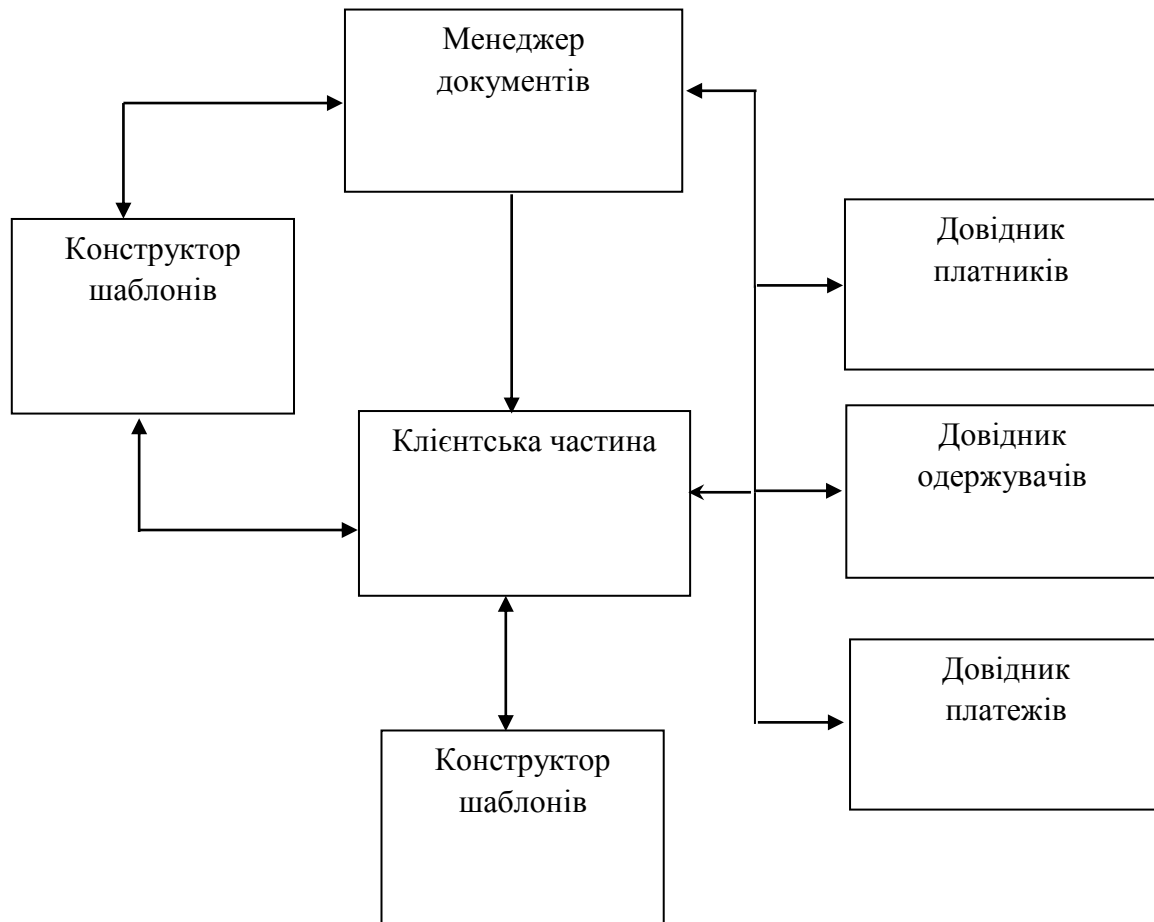 Менеджер
документів
Конструктор
шаблонів
Довідник
платників
Клієнтська частина
Довідник
одержувачів
Довідник
платежів
Конструктор
шаблонів